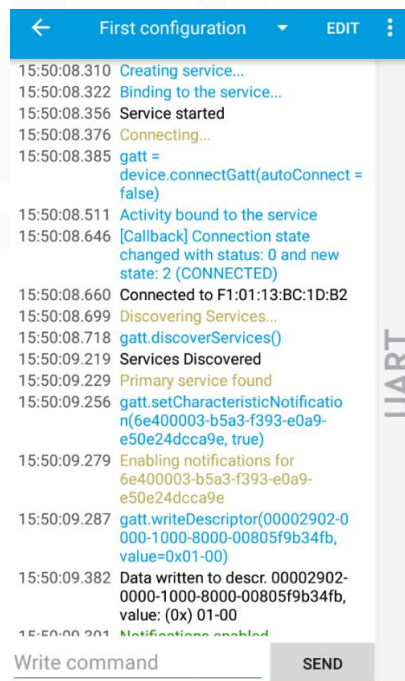 First configuration
EDIT
15:50:08.310 Creating service...
15:50:08.322 Binding to the service...
15:50:08.356 Service started
15:50:08.376 Connecting...
15:50:08.385 gatt =
device.connectGatt(autoConnect =
false)
15:50:08.511 Activity bound to the service
15:50:08.646 [Callback] Connection state
changed with status: 0 and new
state: 2 (CONNECTED)
15:50:08.660 Connected to F1:01:13:BC:1D:B2
15:50:08.699 Discovering Services...
15:50:08.718 gatt.discoverServices()
15:50:09.219 Services Discovered
15:50:09.229 Primary service found
15:50:09.256 gatt.setCharacteristicNotificatio
n(6e400003-b5a3-f393-e0a9-
e50e24dcca9e, true)
15:50:09.279 Enabling notifications for
6e400003-b5a3-f393-e0a9-
e50e24dcca9e
15:50:09.287 gatt.writeDescriptor(00002902-0
000-1000-8000-00805f9b34fb,
value=0x01-00)
15:50:09.382 Data written to descr. 00002902-
0000-1000-8000-00805f9b34fb,
value: (0x) 01-00
15:50:09.391 Notifications enabled
Write command
SEND
UART